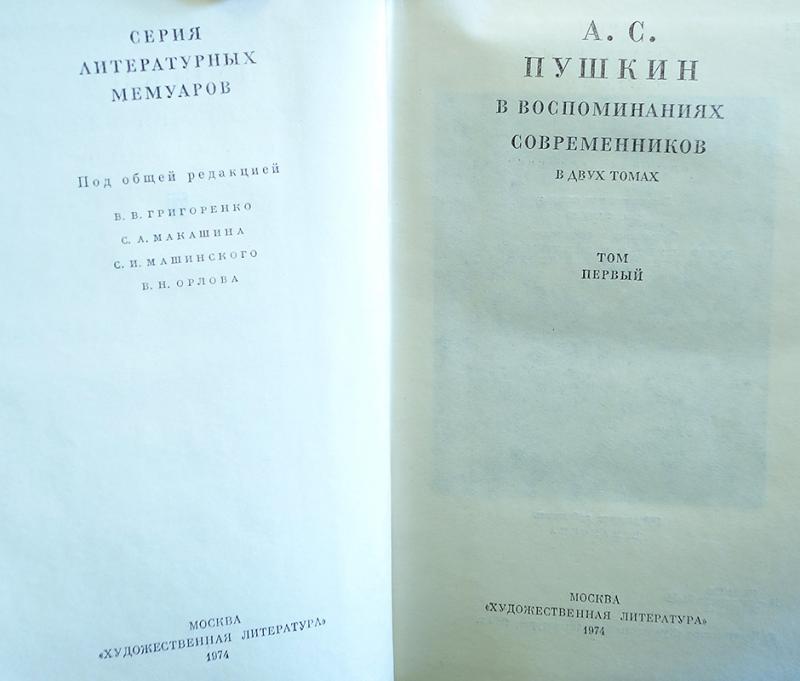 СЕРИЯ
ЛИТЕРАТУРНЫХ
МЕМУАРОВ
Под общей редакцией
В. В. ГРИГОРЕНКО
С. А. МАКАШИНА
С. И. МАШИНСКОГО
В. Н. ОРЛОВА
МОСКВА
«ХУДОЖЕСТВЕННАЯ ЛИТЕРАТУРА»
1974
А. С.
ПУШКИН
В ВОСПОМИНАНИЯХ
СОВРЕМЕННИКОВ
В ДВУХ ТОМАХ
ТОМ
ПЕРВЫЙ
МОСКВА
«ХУДОЖЕСТВЕННАЯ ЛИТЕРАТУРА»
1974